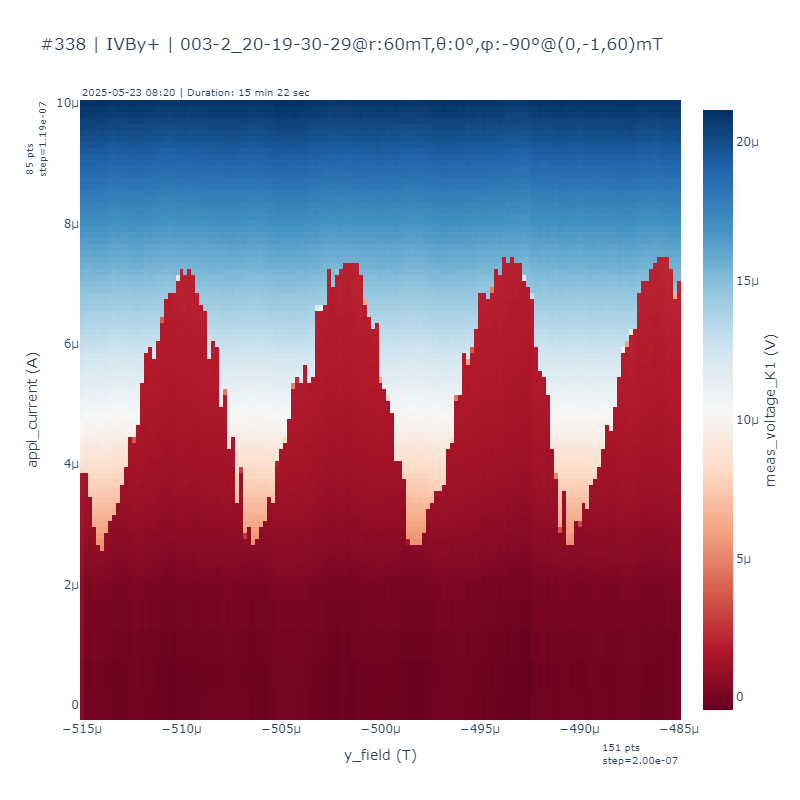 #338 | IVBy+ | 003-2_20-19-30-29@r:60mT,θ:0°,φ:-90°@(0,-1,60)mT
2025-05-23 08:20 | Duration: 15 min 22 sec
85 pts
step=1.19e-07
10μ
8μ
6μ
4μ
2μ
0
appl_current (A)
−515μ
−510μ
−505μ
−500μ
−495μ
−490μ
−485μ
y_field (T)
151 pts
step=2.00e-07
20μ
15μ
10μ
5μ
0
meas_voltage_K1 (V)